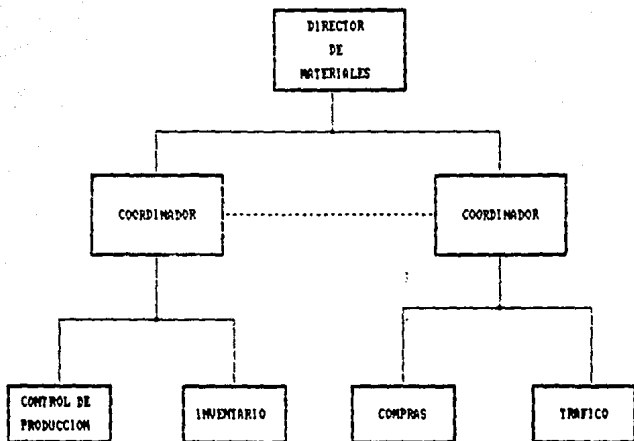 DIRECTOR
DE
MATERIALES
COORDINADOR
COORDINADOR
CONTROL DE
PRODUCCION
INVENTARIO
COMPRAS
TRAFICO